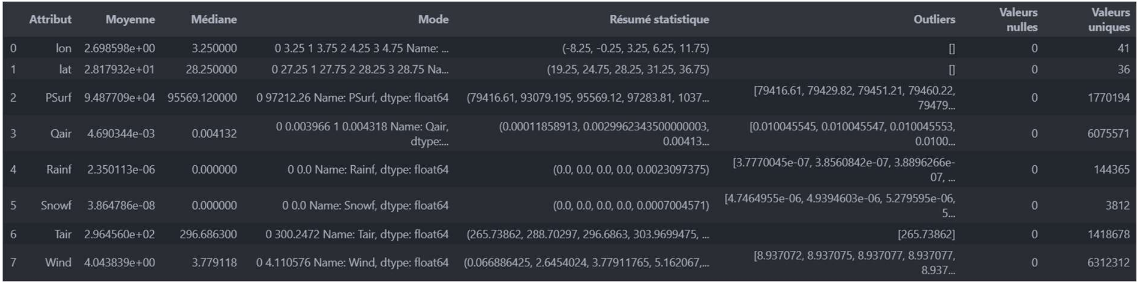 Attribut Moyenne Médiane Mode Résumé statistique Outliers Valeurs nulles Valeurs uniques
0 lon 2.698598e+00 3.250000 0 3.25 1 3.75 2 4.25 3 4.75 Name: ... (-8.25, -0.25, 3.25, 6.25, 11.75) [] 0 41
1 lat 2.817932e+01 28.250000 0 27.25 1 27.75 2 28.25 3 28.75 Na... (19.25, 24.75, 28.25, 31.25, 36.75) [] 0 36
2 PSurf 9.487709e+04 95569.120000 0 97212.26 Name: PSurf, dtype: float64 (79416.61, 93079.195, 95569.12, 97283.81, 1037... [79416.61, 79429.82, 79451.21, 79460.22, 79479... 0 1770194
3 Qair 4.690344e-03 0.004132 0 0.003966 1 0.004318 Name: Qair, dtype:... (0.00011858913, 0.0029962343500000003, 0.00413... [0.010045545, 0.010045547, 0.010045553, 0.0100... 0 6075571
4 Rainf 2.350113e-06 0.000000 0 0.0 Name: Rainf, dtype: float64 (0.0, 0.0, 0.0, 0.0, 0.0023097375) [3.7770045e-07, 3.8560842e-07, 3.8896266e-07, ... 0 144365
5 Snowf 3.864786e-08 0.000000 0 0.0 Name: Snowf, dtype: float64 (0.0, 0.0, 0.0, 0.0, 0.0007004571) [4.7464955e-06, 4.9394603e-06, 5.279595e-06, 5... 0 3812
6 Tair 2.964560e+02 296.686300 0 300.2472 Name: Tair, dtype: float64 (265.73862, 288.70297, 296.6863, 303.9699475, ... [265.73862] 0 1418678
7 Wind 4.043839e+00 3.779118 0 4.110576 Name: Wind, dtype: float64 (0.066886425, 2.6454024, 3.77911765, 5.162067,... [8.937072, 8.937075, 8.937077, 8.937077, 8.937... 0 6312312